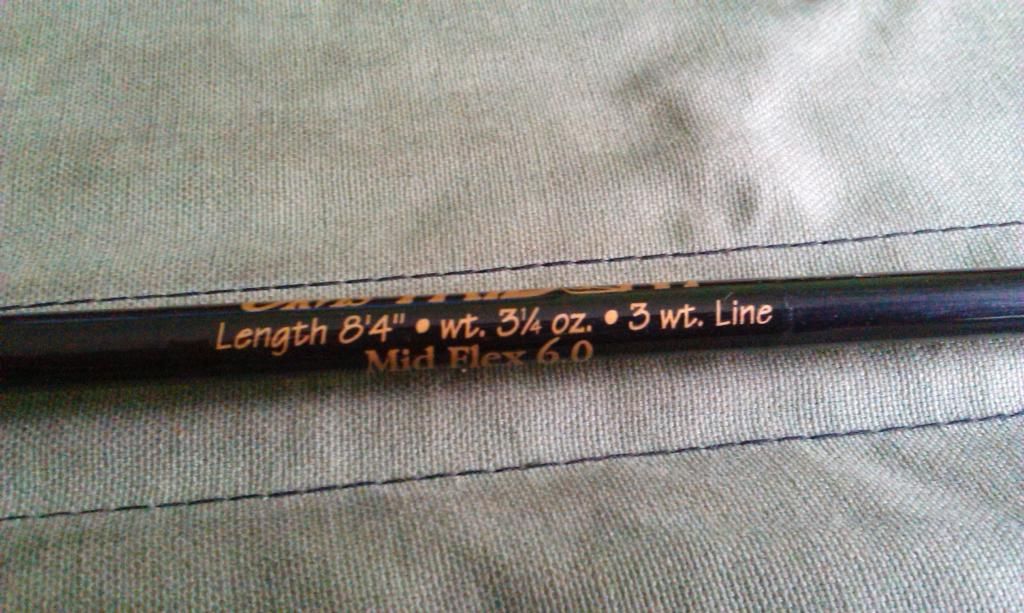 Length 8'4" • wt. 3¼ oz. • 3 wt. Line
Mid Flex 6.0